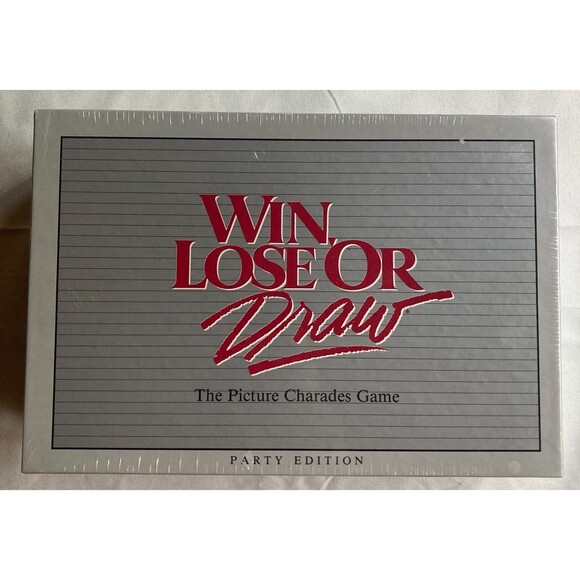 WIN,
LOSE OR
Draw
The Picture Charades Game
PARTY EDITION